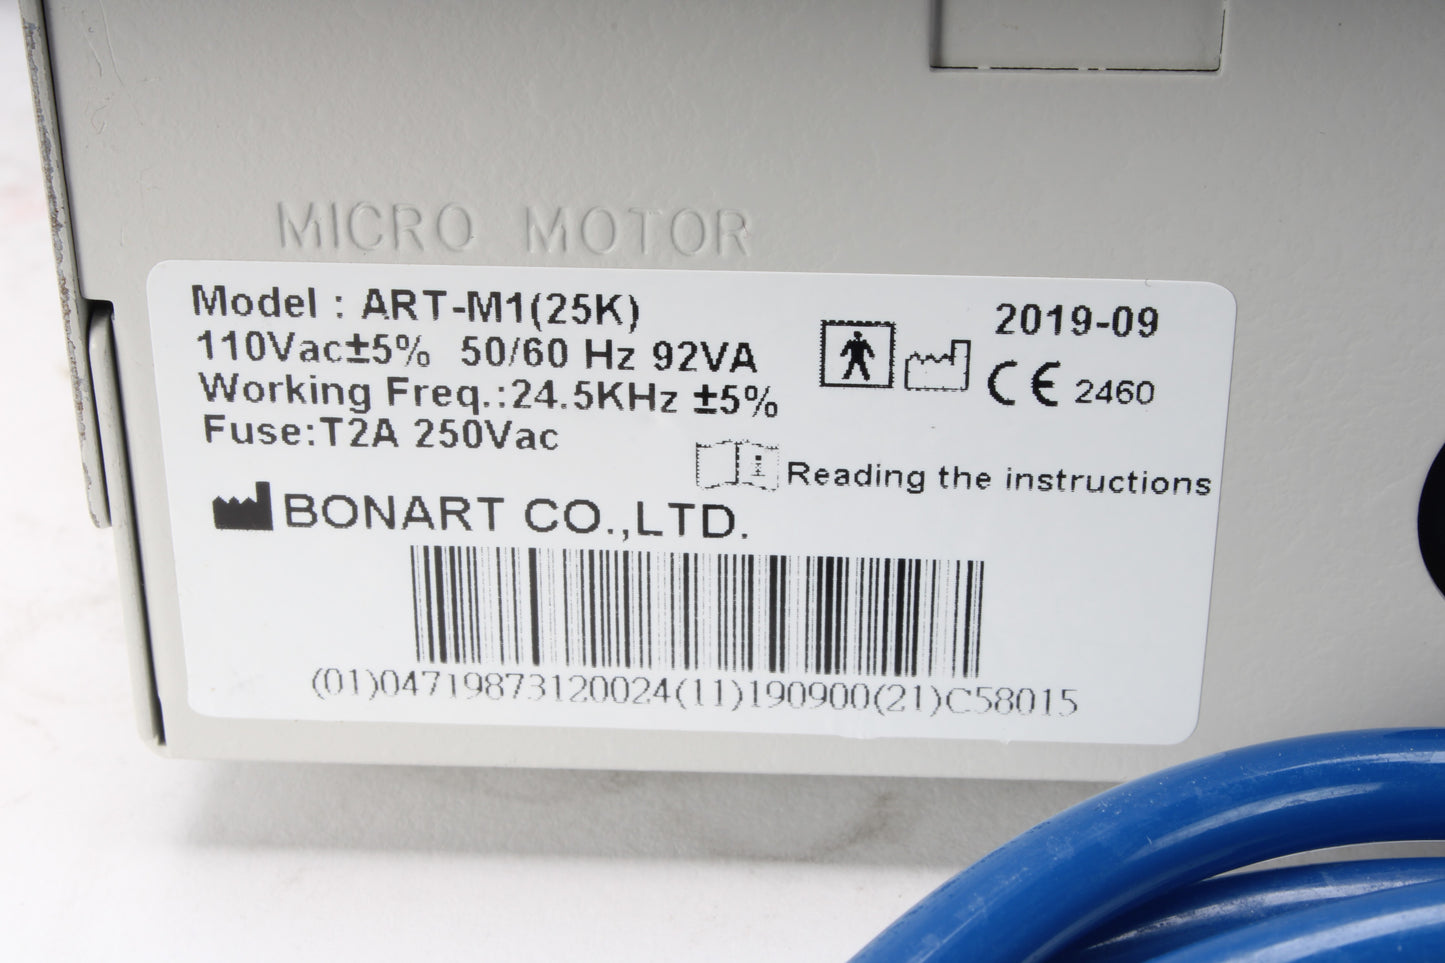 MICRO MOTOR
Model : ART-M1(25K)
110Vac±5% 50/60 Hz 92VA
Working Freq.:24.5KHz ±5%
Fuse:T2A 250Vac
2019-09
CE 2460
Reading the instructions
BONART CO.,LTD.
(01)04719873120024(11)190900(21)C58015